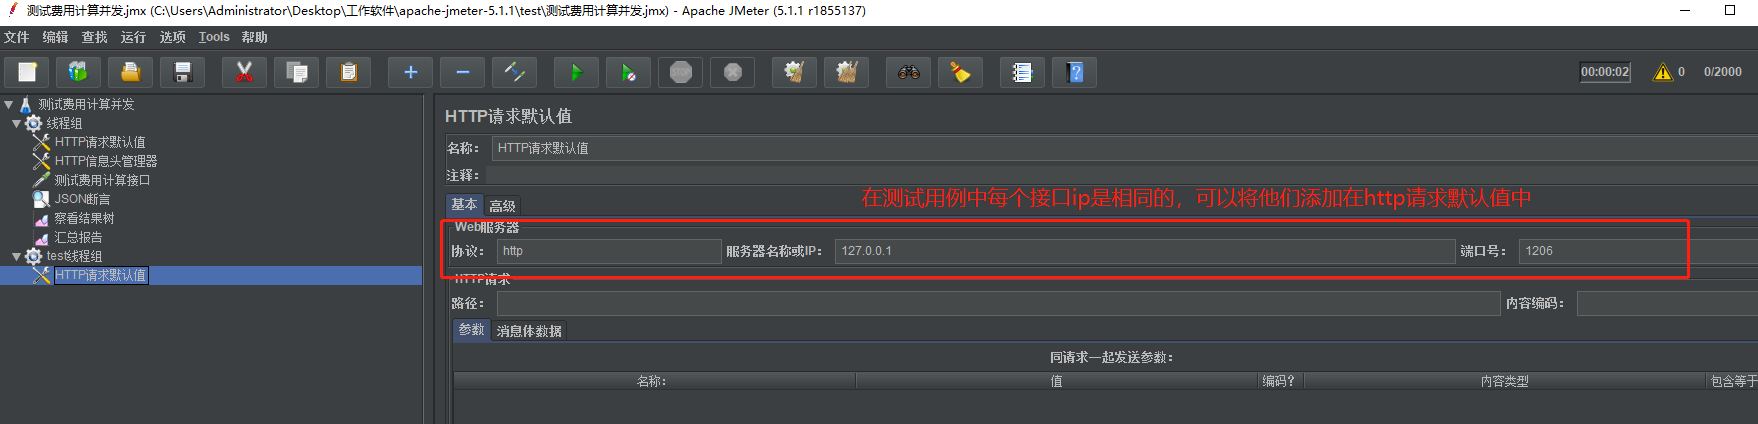 测试费用计算并发.jmx (C:\Users\Administrator\Desktop\工作软件\apache-jmeter-5.1.1\test\测试费用计算并发.jmx) - Apache JMeter (5.1.1 r1855137)
文件 编辑 查找 运行 选项 Tools 帮助
STOP 00:00:02 0 0/2000
测试费用计算并发
线程组
HTTP请求默认值
HTTP信息头管理器
测试费用计算接口
JSON断言
察看结果树
汇总报告
test线程组
HTTP请求默认值
HTTP请求默认值
名称： HTTP请求默认值
注释：
在测试用例中每个接口ip是相同的，可以将他们添加在http请求默认值中
基本 高级
Web服务器
协议： http 服务器名称或IP： 127.0.0.1 端口号： 1206
HTTP请求
路径： 内容编码：
参数 消息体数据
同请求一起发送参数：
名称: 值 编码? 内容类型 包含等于